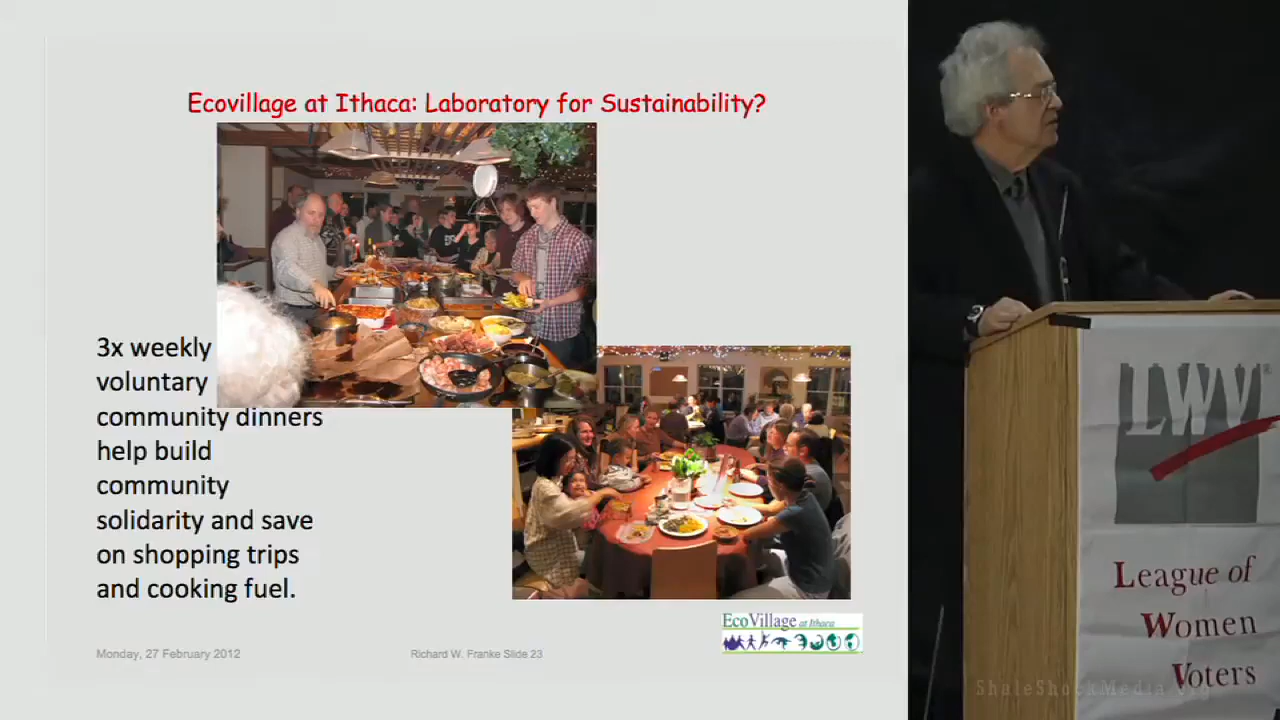 Ecovillage at Ithaca: Laboratory for Sustainability?
3x weekly
voluntary
community dinners
help build
community
solidarity and save
on shopping trips
and cooking fuel.
EcoVillage at Ithaca
Monday, 27 February 2012
Richard W. Franke Slide 23
LWV®
League of
Women
Voters
ShaleShockMedia.org